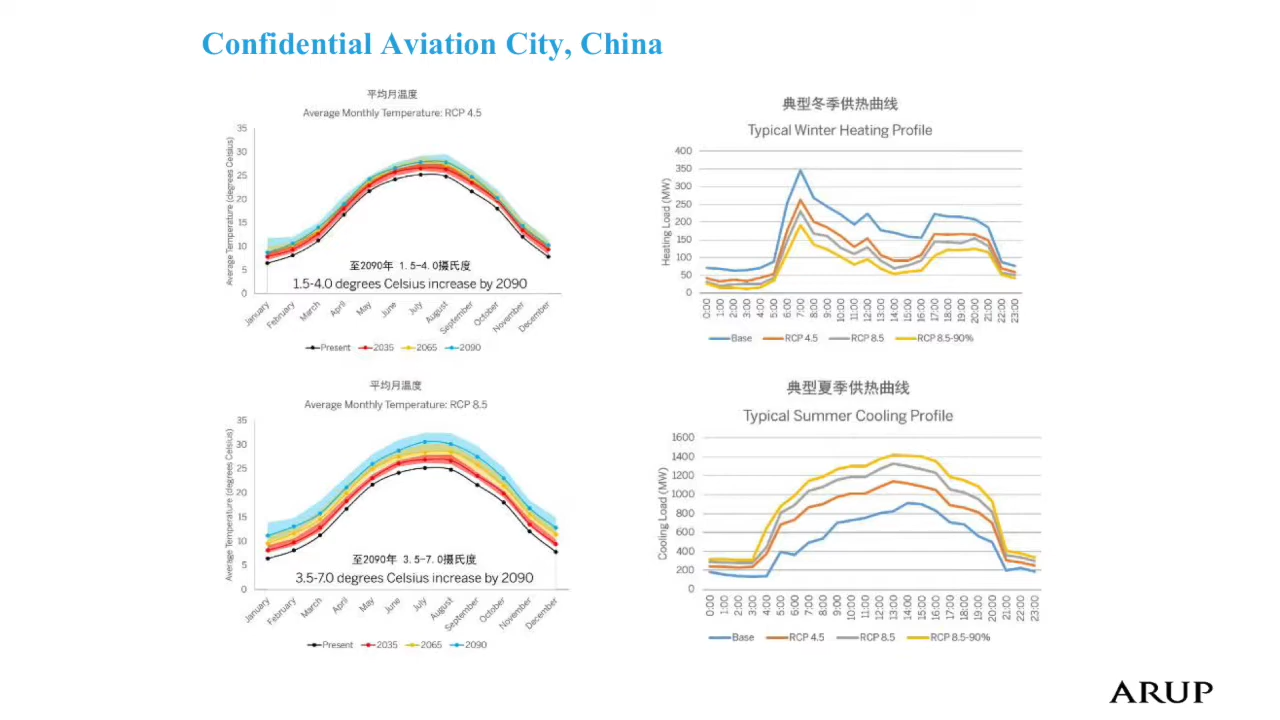 Confidential Aviation City, China
平均月温度
Average Monthly Temperature: RCP 4.5
Average Temperature (degrees Celsius)
35
30
25
20
15
10
5
0
至2090年 1.5-4.0摄氏度
1.5-4.0 degrees Celsius increase by 2090
January February March April May June July August September October November December
Present 2035 2065 2090
典型冬季供热曲线
Typical Winter Heating Profile
Heating Load (MW)
400
350
300
250
200
150
100
50
0
0:00 1:00 2:00 3:00 4:00 5:00 6:00 7:00 8:00 9:00 10:00 11:00 12:00 13:00 14:00 15:00 16:00 17:00 18:00 19:00 20:00 21:00 22:00 23:00
Base RCP 4.5 RCP 8.5 RCP 8.5-90%
平均月温度
Average Monthly Temperature: RCP 8.5
Average Temperature (degrees Celsius)
35
30
25
20
15
10
5
0
至2090年 3.5-7.0摄氏度
3.5-7.0 degrees Celsius increase by 2090
January February March April May June July August September October November December
Present 2035 2065 2090
典型夏季供热曲线
Typical Summer Cooling Profile
Cooling Load (MW)
1600
1400
1200
1000
800
600
400
200
0
0:00 1:00 2:00 3:00 4:00 5:00 6:00 7:00 8:00 9:00 10:00 11:00 12:00 13:00 14:00 15:00 16:00 17:00 18:00 19:00 20:00 21:00 22:00 23:00
Base RCP 4.5 RCP 8.5 RCP 8.5-90%
ARUP